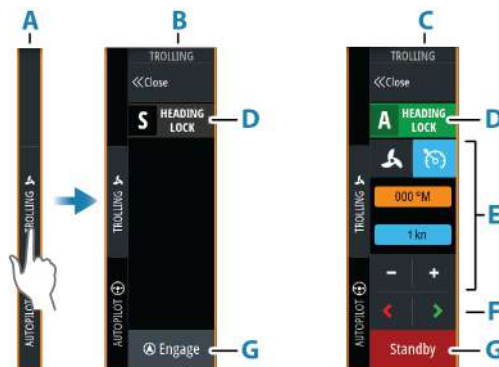 A
B
C
TROLLING
AUTOPILOT
TROLLING
<<Close
S HEADING
LOCK
D
TROLLING
AUTOPILOT
Engage
G
TROLLING
<<Close
A HEADING
LOCK
D
000 °M
1 kn
E
- +
< >
F
TROLLING
AUTOPILOT
Standby
G